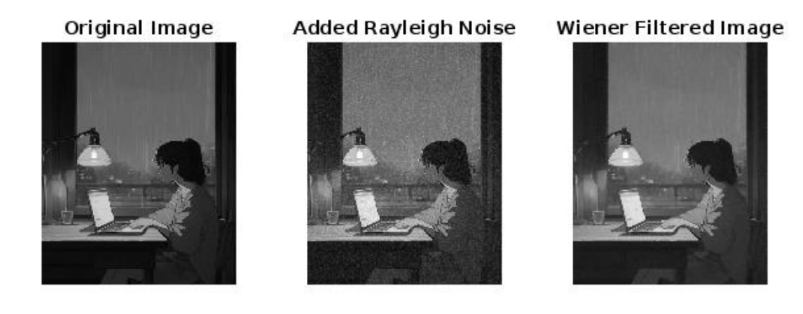 Original Image
Added Rayleigh Noise
Wiener Filtered Image